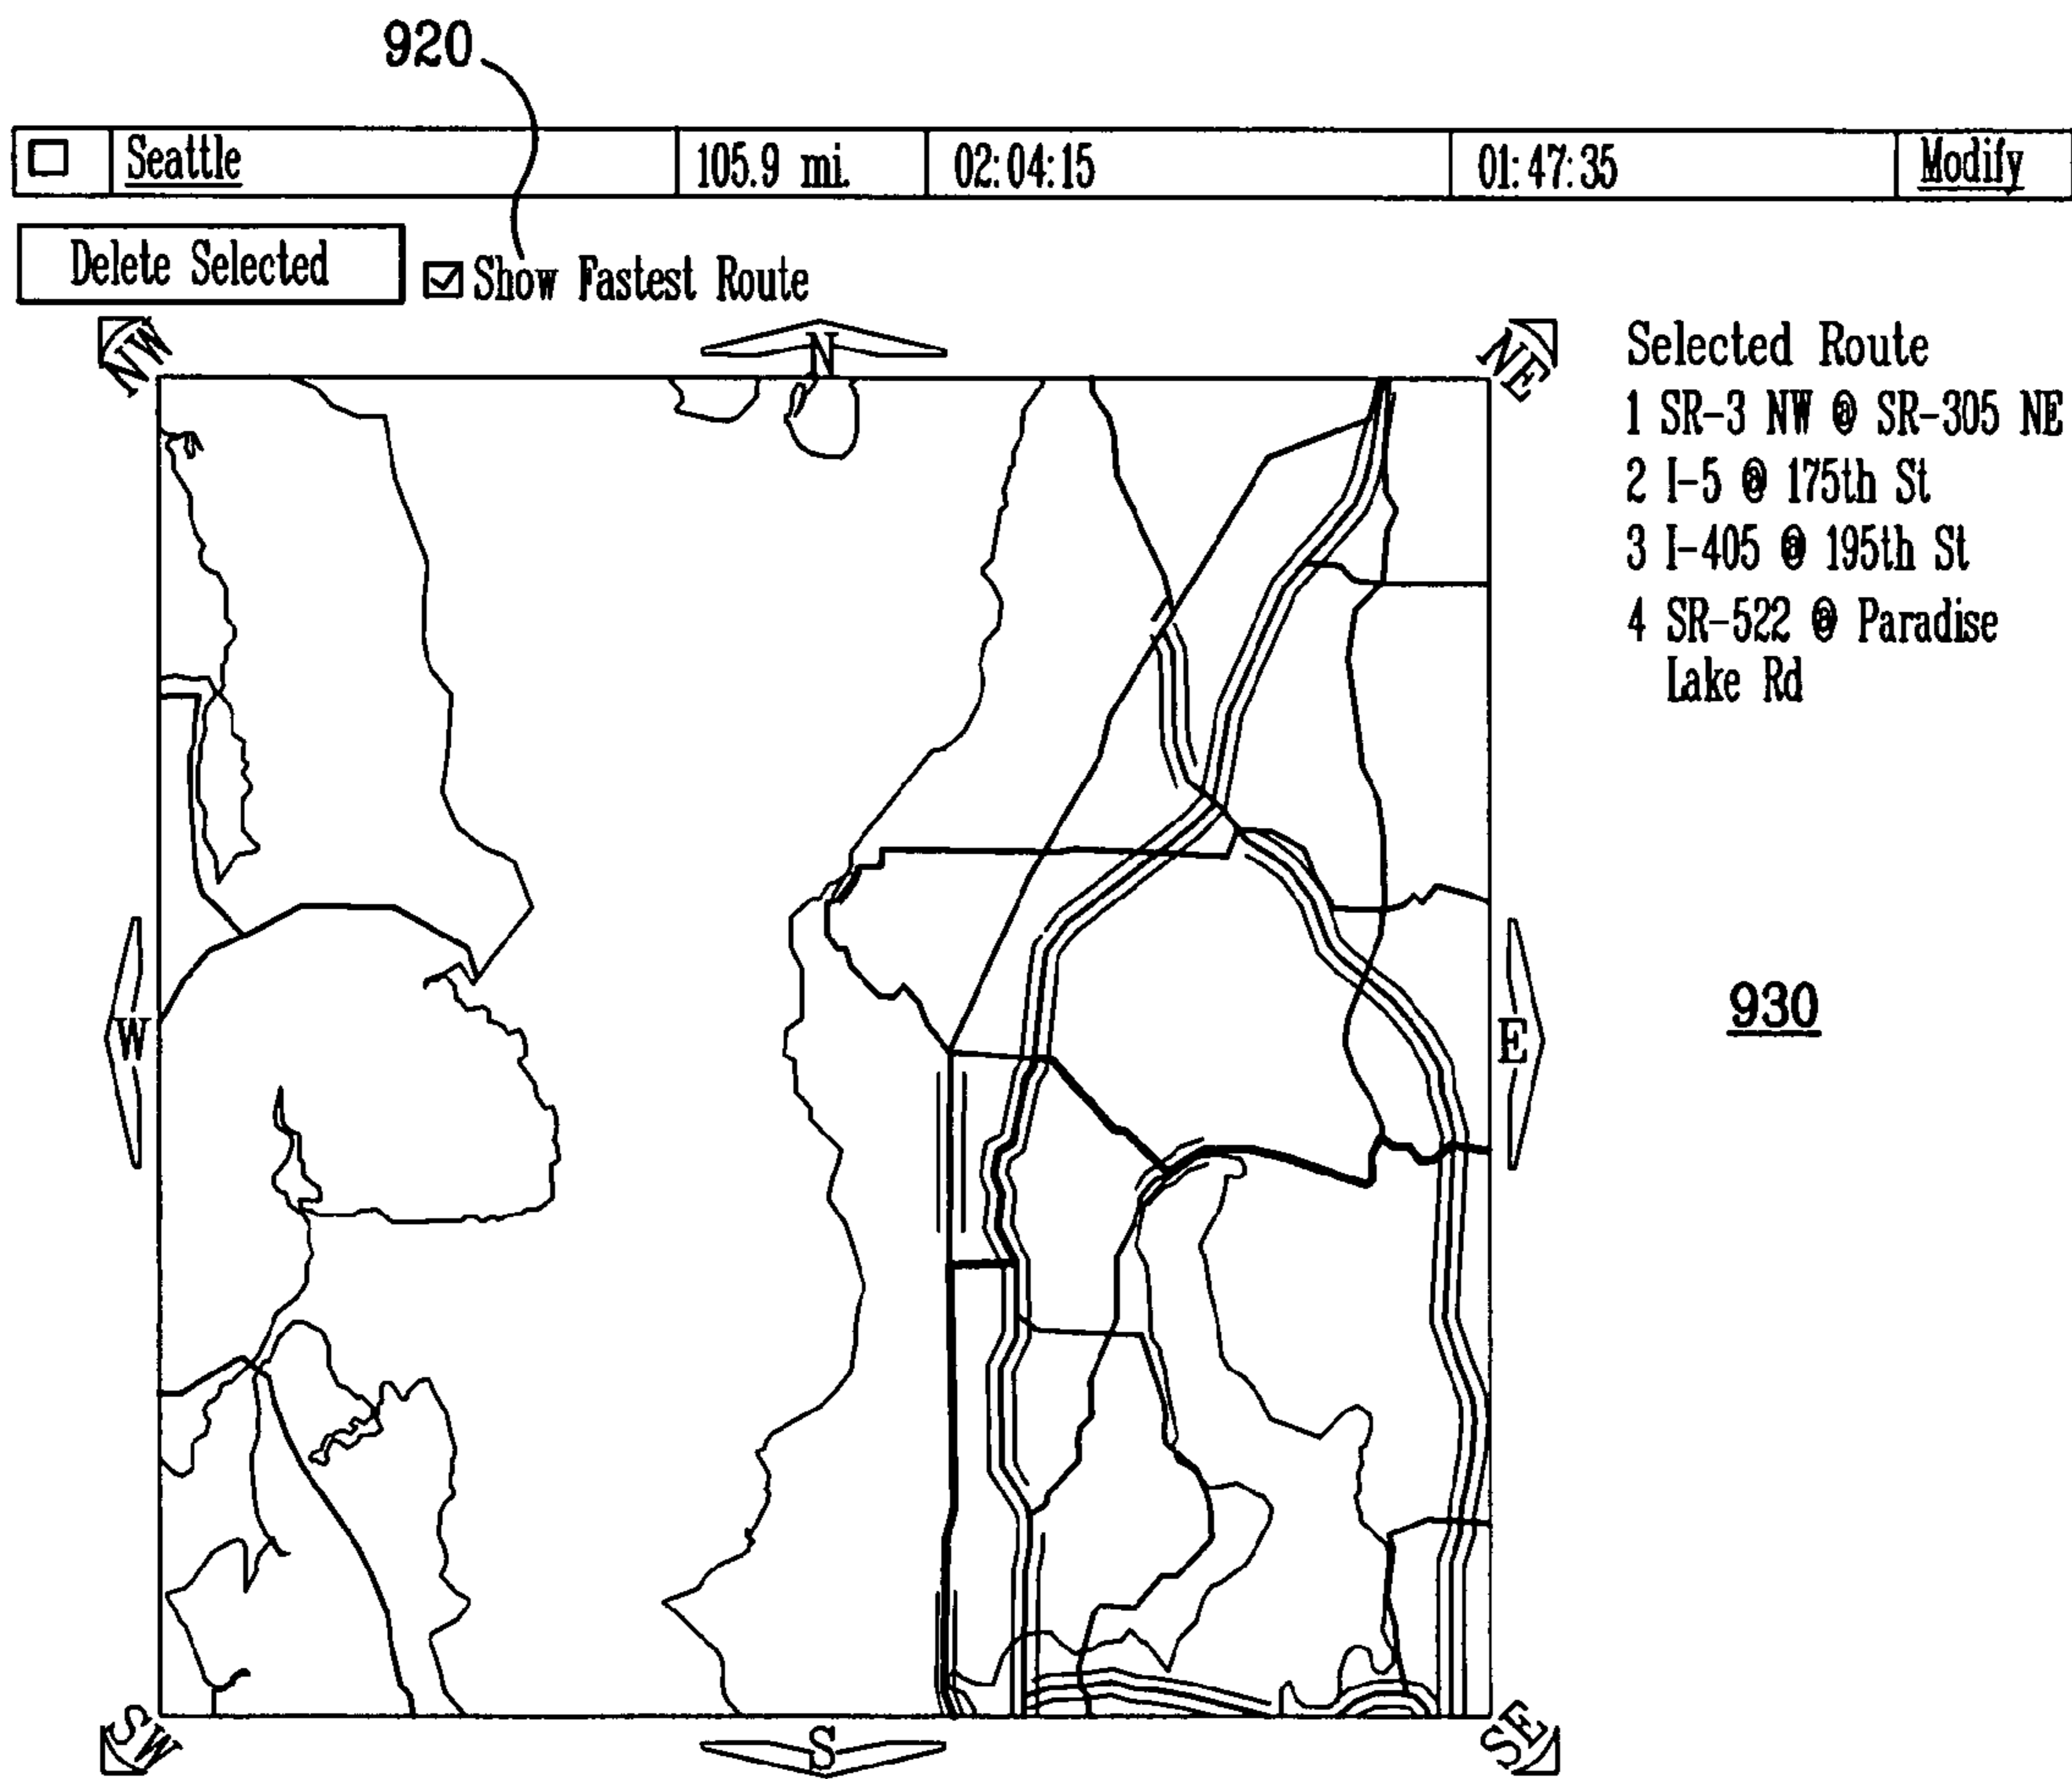 920
Seattle 105.9 mi. 02:04:15 01:47:35 Modify
Delete Selected
Show Fastest Route
NW
N
NE
Selected Route
1 SR-3 NW @ SR-305 NE
2 I-5 @ 175th St
3 I-405 @ 195th St
4 SR-522 @ Paradise
Lake Rd
W
E
930
SW
S
SE